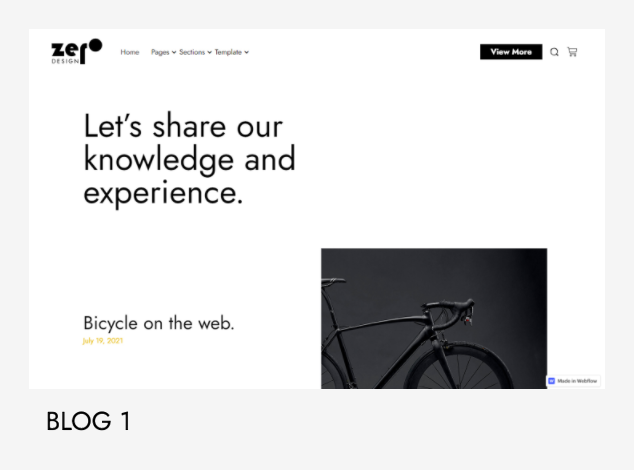 zero
DESIGN
Home Pages Sections Template
View More
Let's share our
knowledge and
experience.
Bicycle on the web.
July 19, 2021
Made in Webflow
BLOG 1